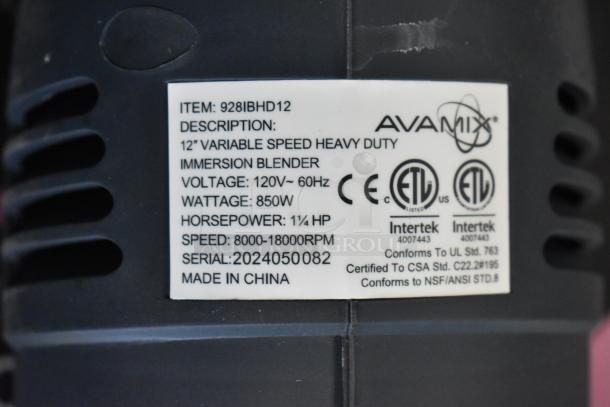 ITEM: 928IBHD12
DESCRIPTION:
12" VARIABLE SPEED HEAVY DUTY
IMMERSION BLENDER
VOLTAGE: 120V~ 60Hz
WATTAGE: 850W
HORSEPOWER: 1¼ HP
SPEED: 8000-18000RPM
SERIAL:2024050082
MADE IN CHINA
AVAMIX®
CE
C ETL US
LISTED
Intertek
4007443
ETL
Intertek
4007443
Conforms To UL Std. 763
Certified To CSA Std. C22.2#195
Conforms to NSF/ANSI STD.8